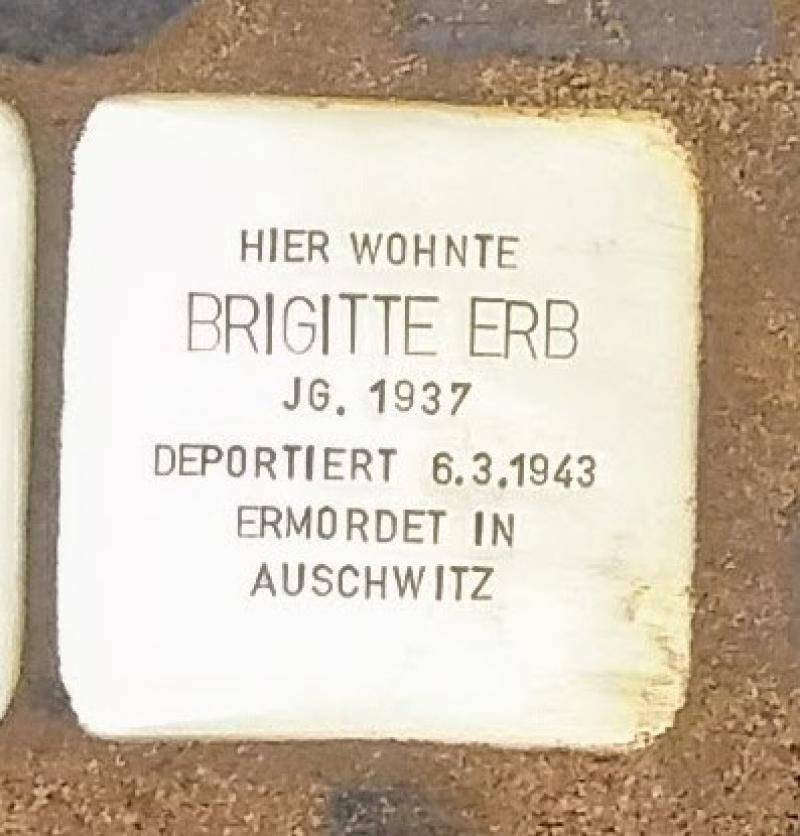 HIER WOHNTE
BRIGITTE ERB
JG. 1937
DEPORTIERT 6.3.1943
ERMORDET IN
AUSCHWITZ